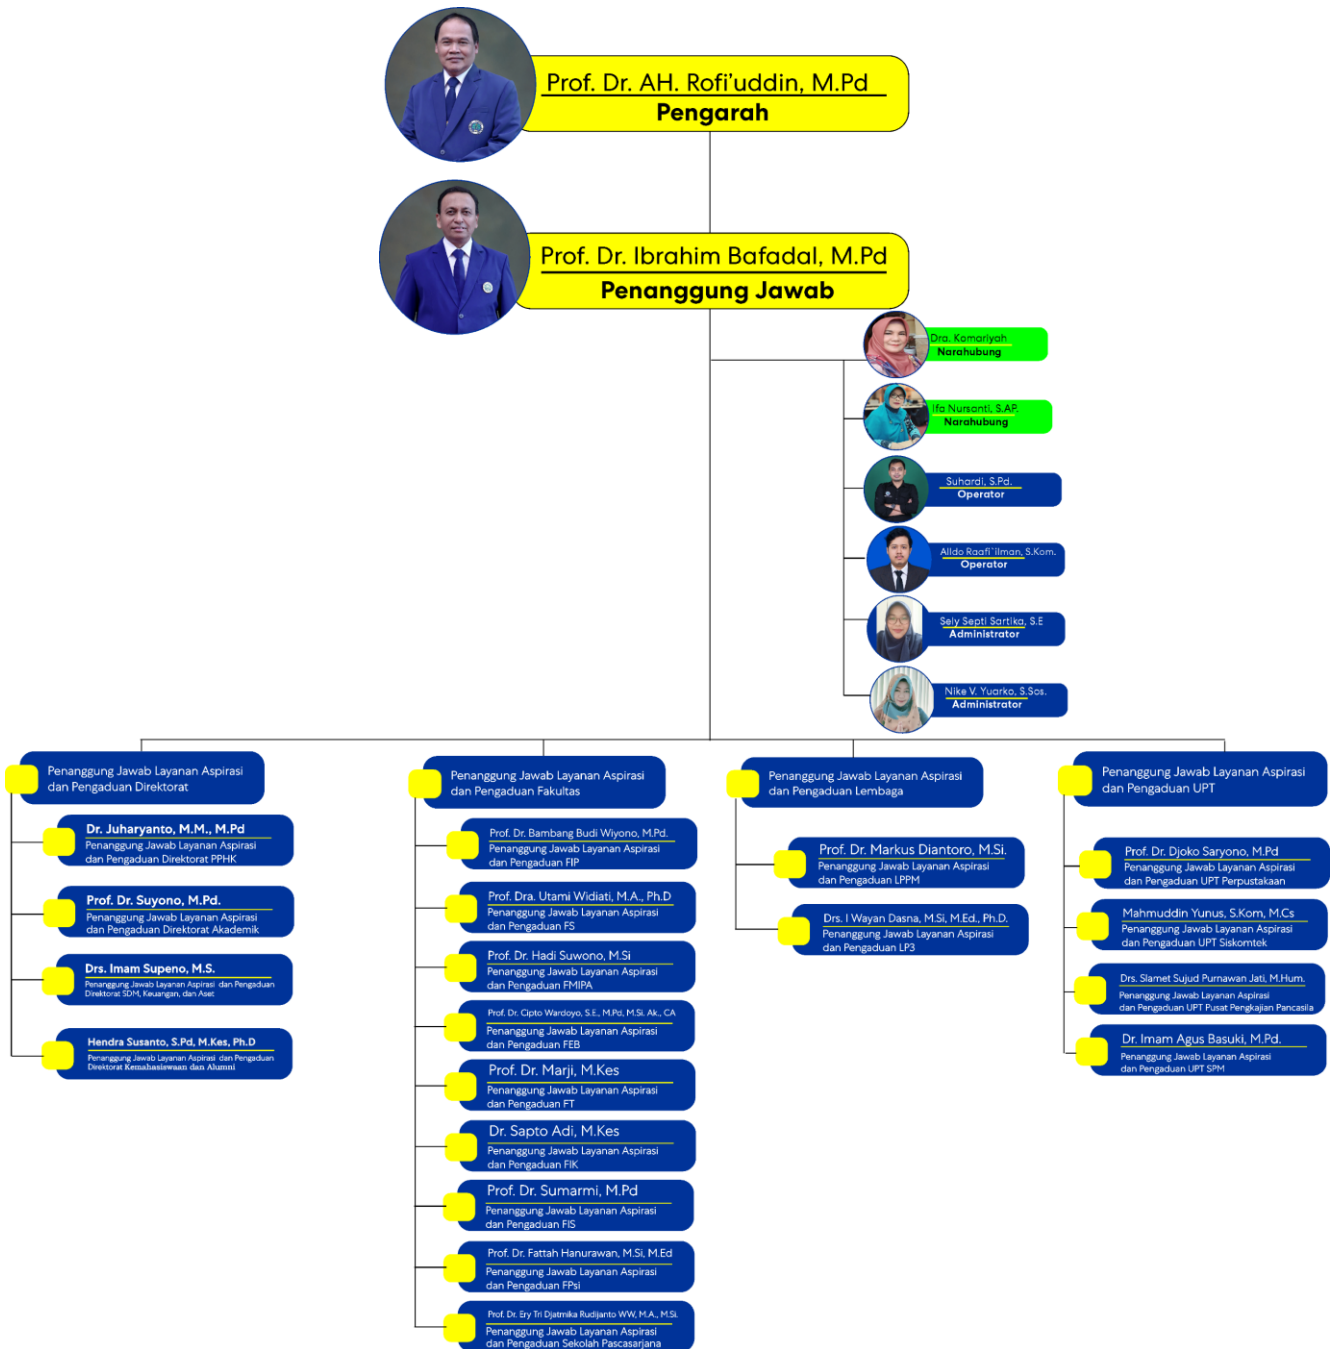 Prof. Dr. AH. Rofi'uddin, M.Pd
Pengarah
Prof. Dr. Ibrahim Bafadal, M.Pd
Penanggung Jawab
Dra. Komariyah
Narahubung
Ifa Nursanti, S.AP.
Narahubung
Suhardi, S.Pd.
Operator
Alldo Raafi`ilman, S.Kom.
Operator
Sely Septi Sartika, S.E
Administrator
Nike V. Yuarko, S.Sos.
Administrator
Penanggung Jawab Layanan Aspirasi
dan Pengaduan Direktorat
Dr. Juharyanto, M.M., M.Pd
Penanggung Jawab Layanan Aspirasi
dan Pengaduan Direktorat PPHK
Prof. Dr. Suyono, M.Pd.
Penanggung Jawab Layanan Aspirasi
dan Pengaduan Direktorat Akademik
Drs. Imam Supeno, M.S.
Penanggung Jawab Layanan Aspirasi dan Pengaduan
Direktorat SDM, Keuangan, dan Aset
Hendra Susanto, S.Pd, M.Kes, Ph.D
Penanggung Jawab Layanan Aspirasi dan Pengaduan
Direktorat Kemahasiswaan dan Alumni
Penanggung Jawab Layanan Aspirasi
dan Pengaduan Fakultas
Prof. Dr. Bambang Budi Wiyono, M.Pd.
Penanggung Jawab Layanan Aspirasi
dan Pengaduan FIP
Prof. Dra. Utami Widiati, M.A., Ph.D
Penanggung Jawab Layanan Aspirasi
dan Pengaduan FS
Prof. Dr. Hadi Suwono, M.Si
Penanggung Jawab Layanan Aspirasi
dan Pengaduan FMIPA
Prof. Dr. Cipto Wardoyo, S.E., M.Pd, M.Si. Ak., CA
Penanggung Jawab Layanan Aspirasi
dan Pengaduan FEB
Prof. Dr. Marji, M.Kes
Penanggung Jawab Layanan Aspirasi
dan Pengaduan FT
Dr. Sapto Adi, M.Kes
Penanggung Jawab Layanan Aspirasi
dan Pengaduan FIK
Prof. Dr. Sumarmi, M.Pd
Penanggung Jawab Layanan Aspirasi
dan Pengaduan FIS
Prof. Dr. Fattah Hanurawan, M.Si, M.Ed
Penanggung Jawab Layanan Aspirasi
dan Pengaduan FPsi
Prof. Dr. Ery Tri Djatmika Rudijanto WW, M.A., M.Si.
Penanggung Jawab Layanan Aspirasi
dan Pengaduan Sekolah Pascasarjana
Penanggung Jawab Layanan Aspirasi
dan Pengaduan Lembaga
Prof. Dr. Markus Diantoro, M.Si.
Penanggung Jawab Layanan Aspirasi
dan Pengaduan LPPM
Drs. I Wayan Dasna, M.Si, M.Ed., Ph.D.
Penanggung Jawab Layanan Aspirasi
dan Pengaduan LP3
Penanggung Jawab Layanan Aspirasi
dan Pengaduan UPT
Prof. Dr. Djoko Saryono, M.Pd
Penanggung Jawab Layanan Aspirasi
dan Pengaduan UPT Perpustakaan
Mahmuddin Yunus, S.Kom, M.Cs
Penanggung Jawab Layanan Aspirasi
dan Pengaduan UPT Siskomtek
Drs. Slamet Sujud Purnawan Jati, M.Hum.
Penanggung Jawab Layanan Aspirasi
dan Pengaduan UPT Pusat Pengkajian Pancasila
Dr. Imam Agus Basuki, M.Pd.
Penanggung Jawab Layanan Aspirasi
dan Pengaduan UPT SPM